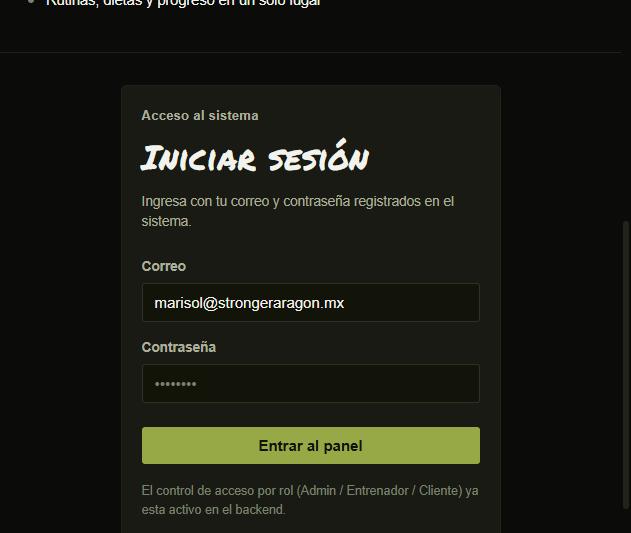 Rutinas, dietas y progreso en un solo lugar
Acceso al sistema
Iniciar sesión
Ingresa con tu correo y contraseña registrados en el
sistema.
Correo
marisol@strongeraragon.mx
Contraseña
••••••••
Entrar al panel
El control de acceso por rol (Admin / Entrenador / Cliente) ya
esta activo en el backend.